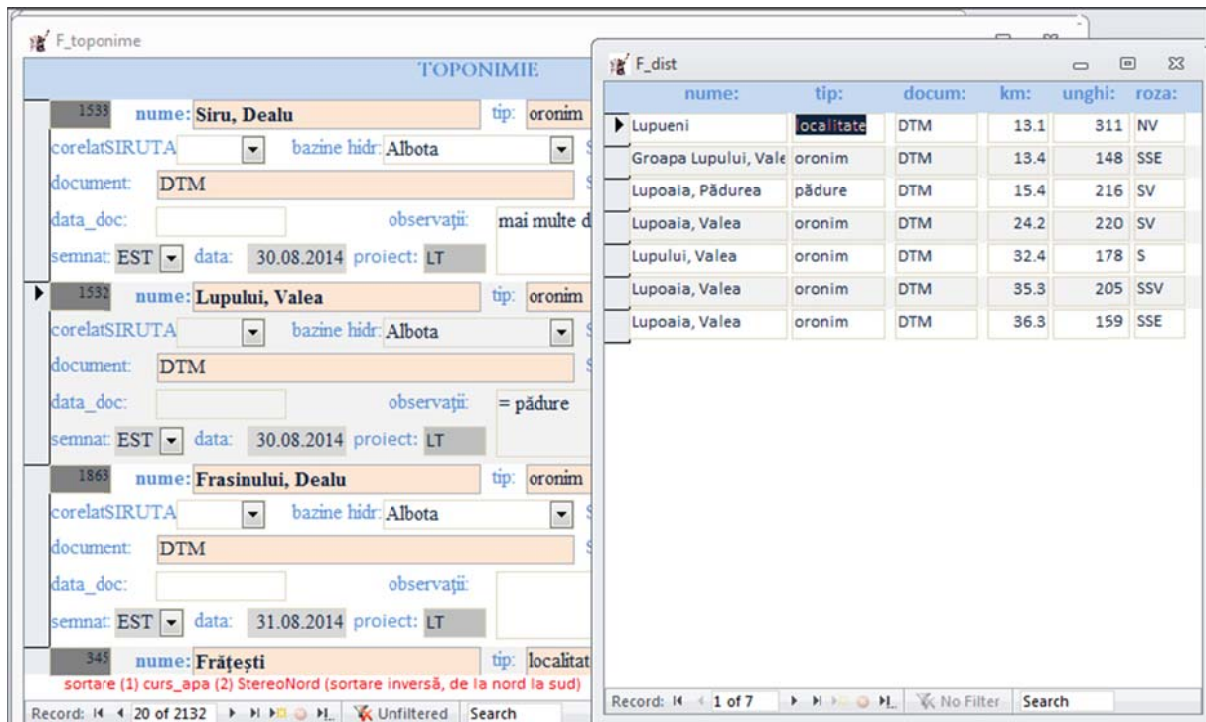 F_toponime
TOPONIMIE
1533 nume: Siru, Dealu tip: oronim
corelatSIRUTA bazine hidr: Albota
document: DTM
data_doc: observații: mai multe d
semnat: EST data: 30.08.2014 proiect: LT
1532 nume: Lupului, Valea tip: oronim
corelatSIRUTA bazine hidr: Albota
document: DTM
data_doc: observații: = pădure
semnat: EST data: 30.08.2014 proiect: LT
1863 nume: Frasinului, Dealu tip: oronim
corelatSIRUTA bazine hidr: Albota
document: DTM
data_doc: observații:
semnat: EST data: 31.08.2014 proiect: LT
345 nume: Frățești tip: localitat
sortare (1) curs_apa (2) StereoNord (sortare inversă, de la nord la sud)
Record: 20 of 2132 Unfiltered Search
F_dist
nume: tip: docum: km: unghi: roza:
Lupueni localitate DTM 13.1 311 NV
Groapa Lupului, Vale oronim DTM 13.4 148 SSE
Lupoaia, Pădurea pădure DTM 15.4 216 SV
Lupoaia, Valea oronim DTM 24.2 220 SV
Lupului, Valea oronim DTM 32.4 178 S
Lupoaia, Valea oronim DTM 35.3 205 SSV
Lupoaia, Valea oronim DTM 36.3 159 SSE
Record: 1 of 7 No Filter Search